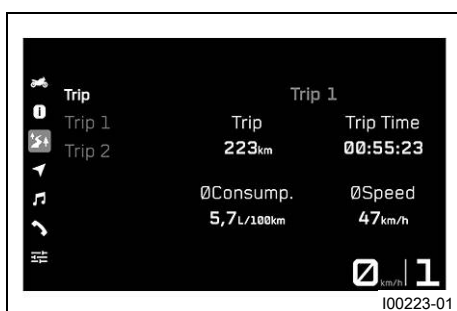 Trip
Trip 1
Trip 1
Trip 2
Trip
Trip Time
223km
00:55:23
ØConsump.
ØSpeed
5,7L/100km
47km/h
0 km/h 1
I00223-01